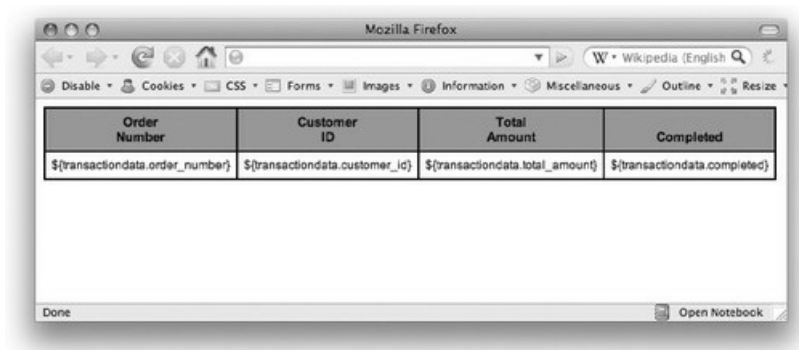 Mozilla Firefox
W Wikipedia (English
Disable Cookies CSS Forms Images Information Miscellaneous Outline Resize
Order Number Customer ID Total Amount Completed
${transactiondata.order_number} ${transactiondata.customer_id} ${transactiondata.total_amount} ${transactiondata.completed}
Done Open Notebook